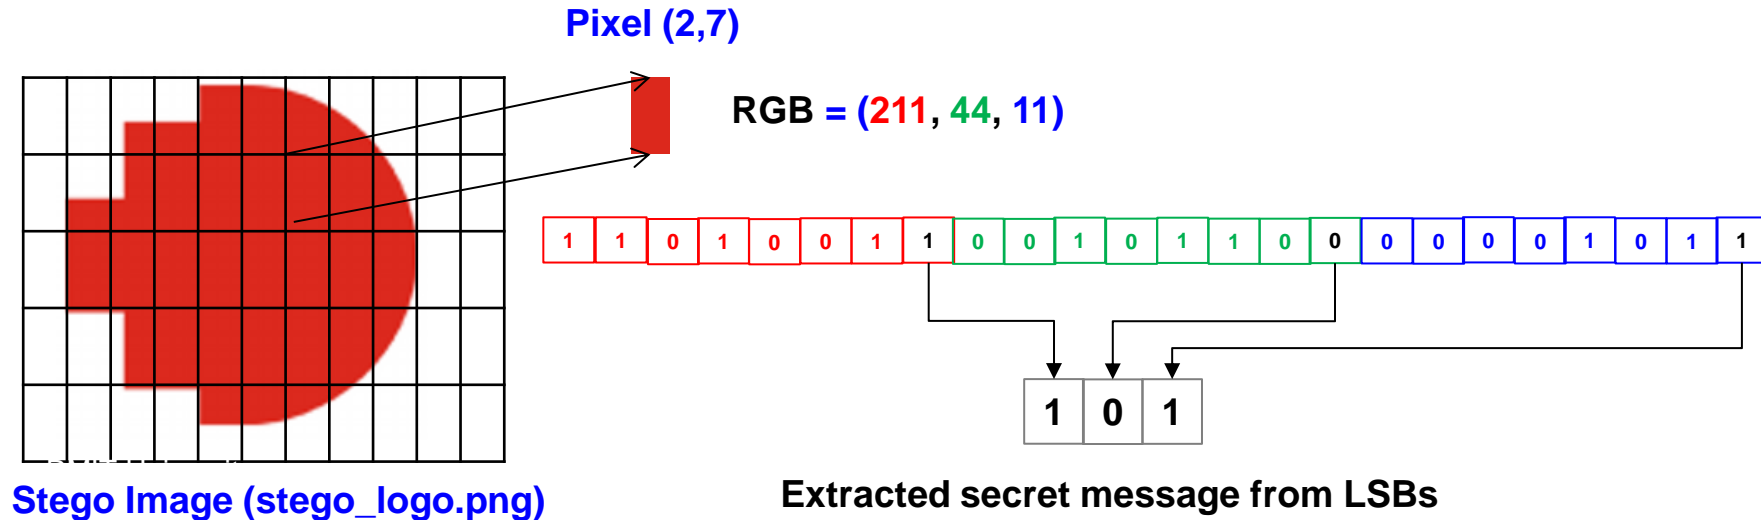 Pixel (2,7)
RGB = (211, 44, 11)
1 1 0 1 0 0 1 1 0 0 1 0 1 1 0 0 0 0 0 0 1 0 1 1
1 0 1
Stego Image (stego_logo.png)
Extracted secret message from LSBs